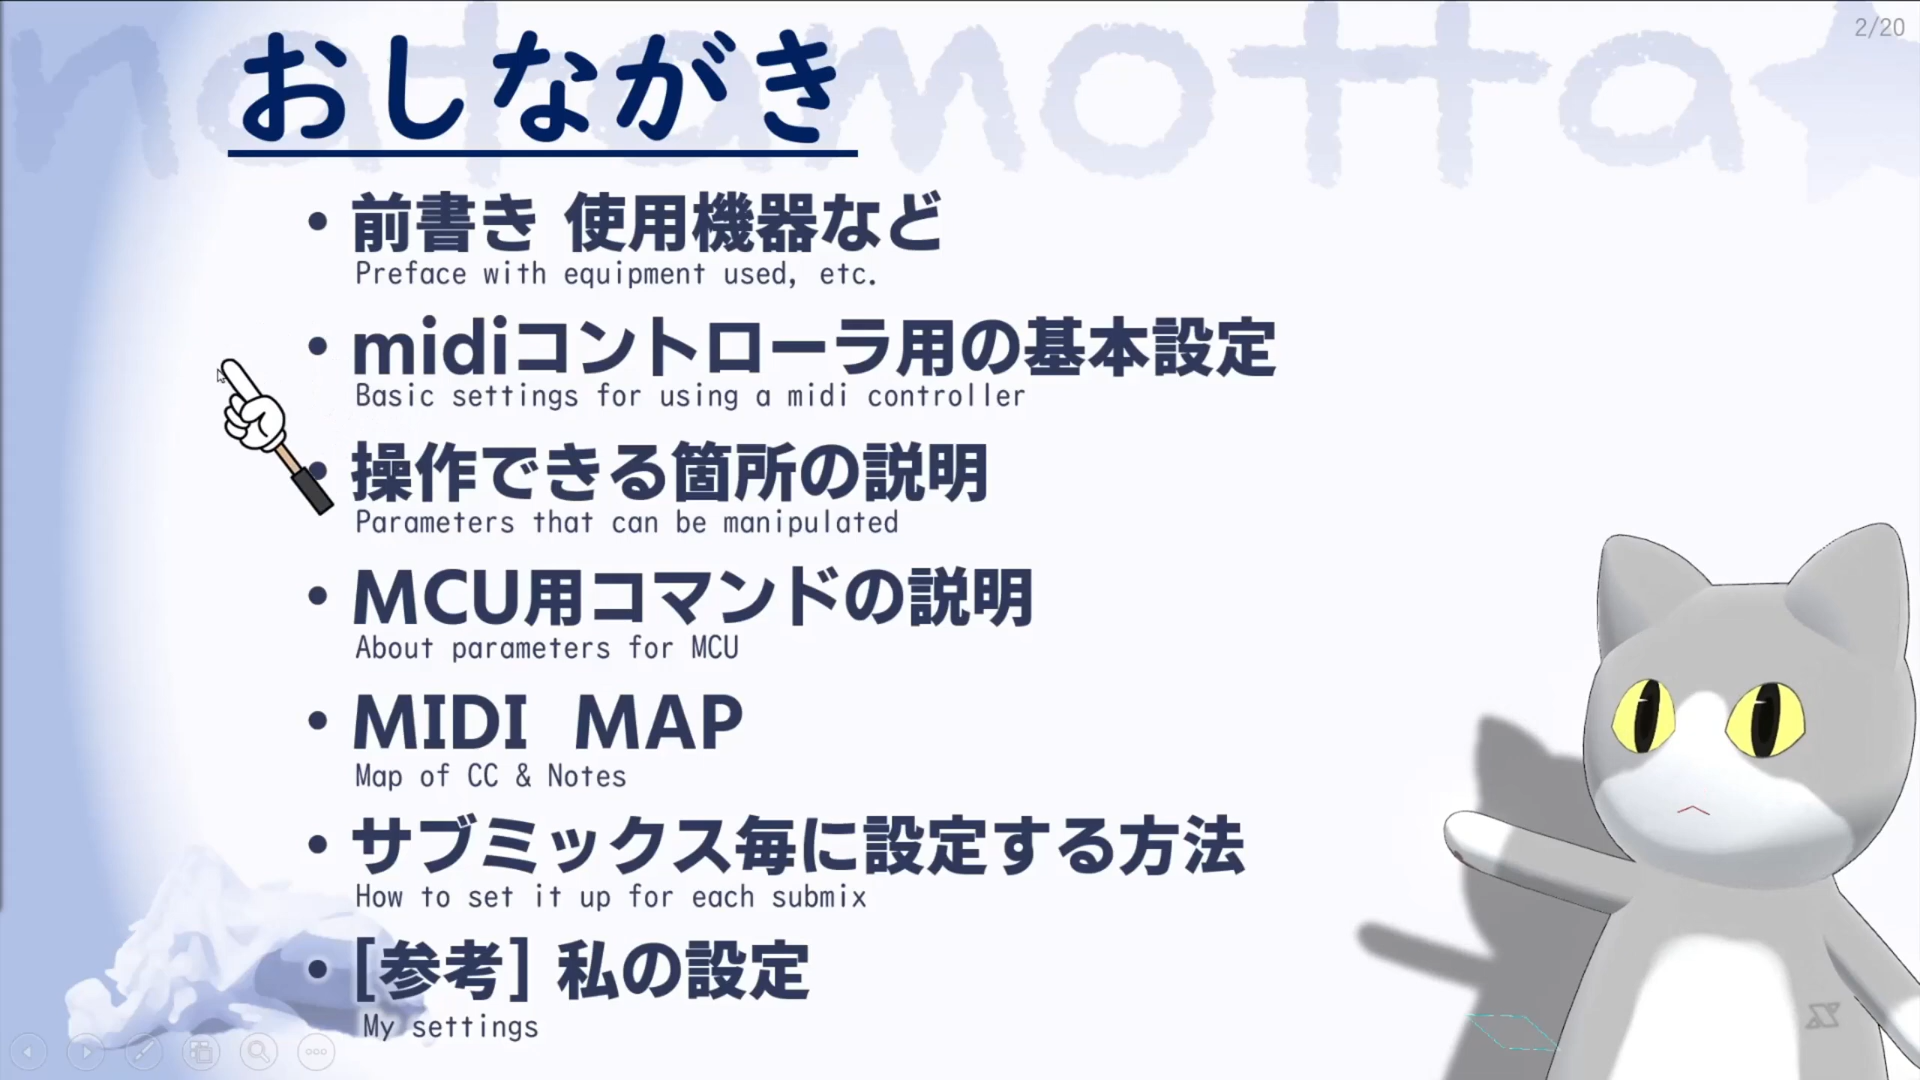 natamotta
2/20
おしながき
・前書き 使用機器など
Preface with equipment used, etc.
・midiコントローラ用の基本設定
Basic settings for using a midi controller
・操作できる箇所の説明
Parameters that can be manipulated
・MCU用コマンドの説明
About parameters for MCU
・MIDI MAP
Map of CC & Notes
・サブミックス毎に設定する方法
How to set it up for each submix
・[参考] 私の設定
My settings